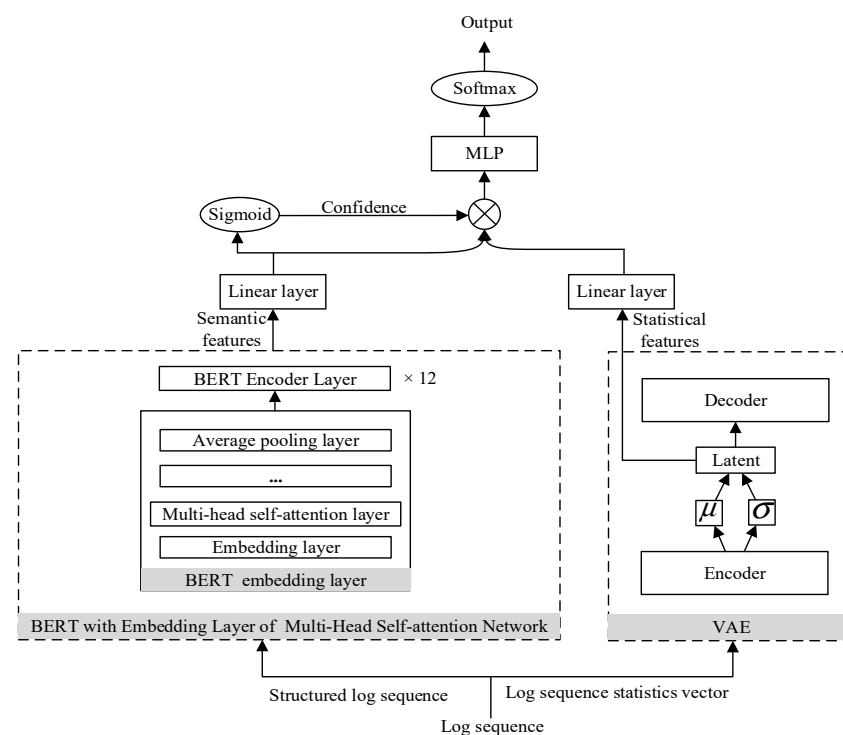 Output
Softmax
MLP
Sigmoid
Confidence
Linear layer
Linear layer
Semantic
features
Statistical
features
BERT Encoder Layer
× 12
Average pooling layer
...
Multi-head self-attention layer
Embedding layer
BERT embedding layer
BERT with Embedding Layer of Multi-Head Self-attention Network
Decoder
Latent
μ
σ
Encoder
VAE
Structured log sequence
Log sequence statistics vector
Log sequence